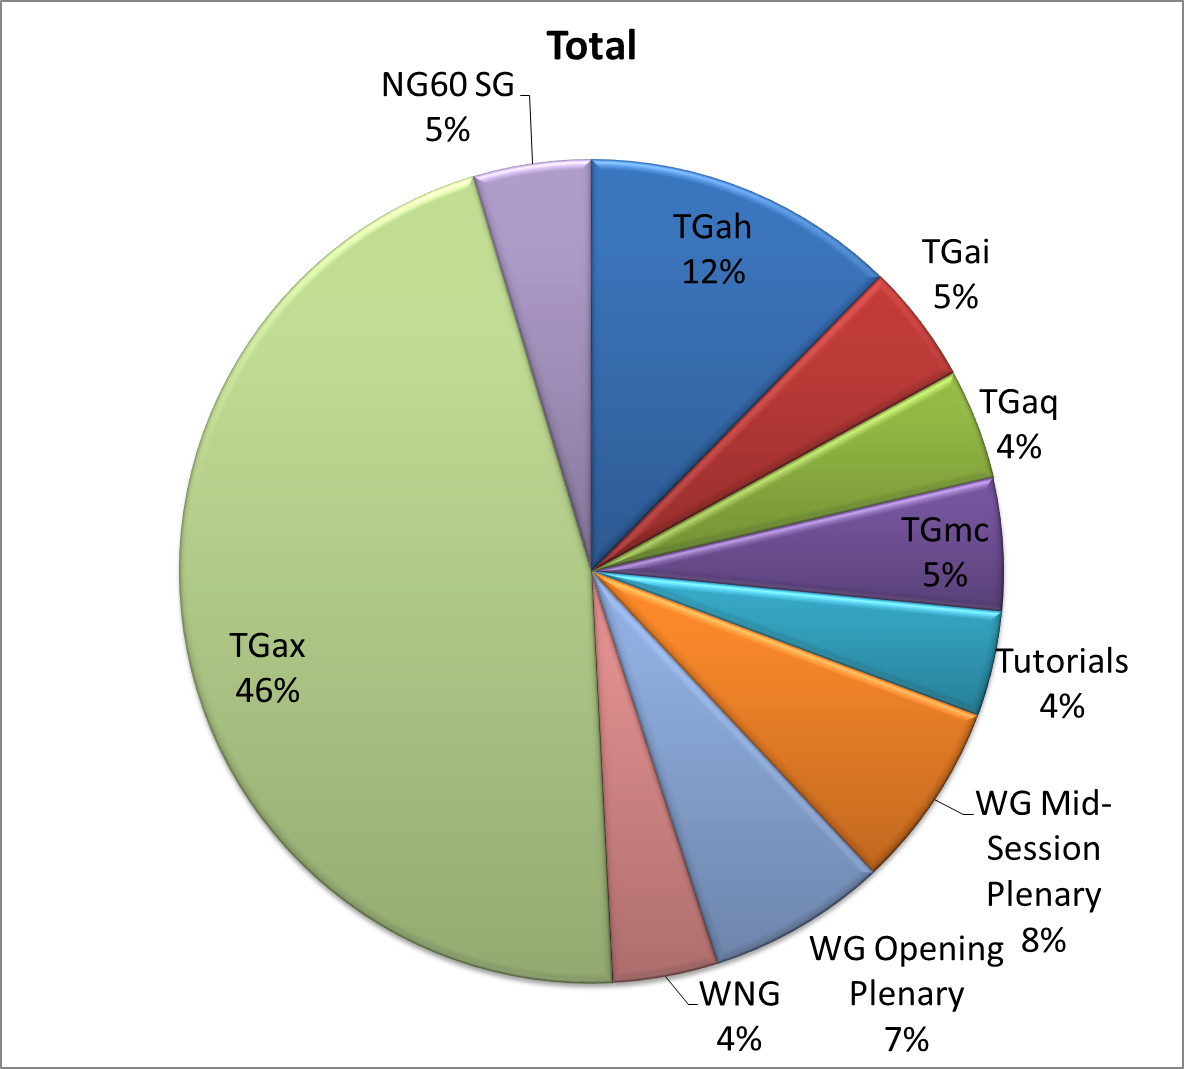 Total
NG60 SG
5%
TGah
12%
TGai
5%
TGaq
4%
TGmc
5%
Tutorials
4%
WG Mid-
Session
Plenary
8%
WG Opening
Plenary
7%
WNG
4%
TGax
46%